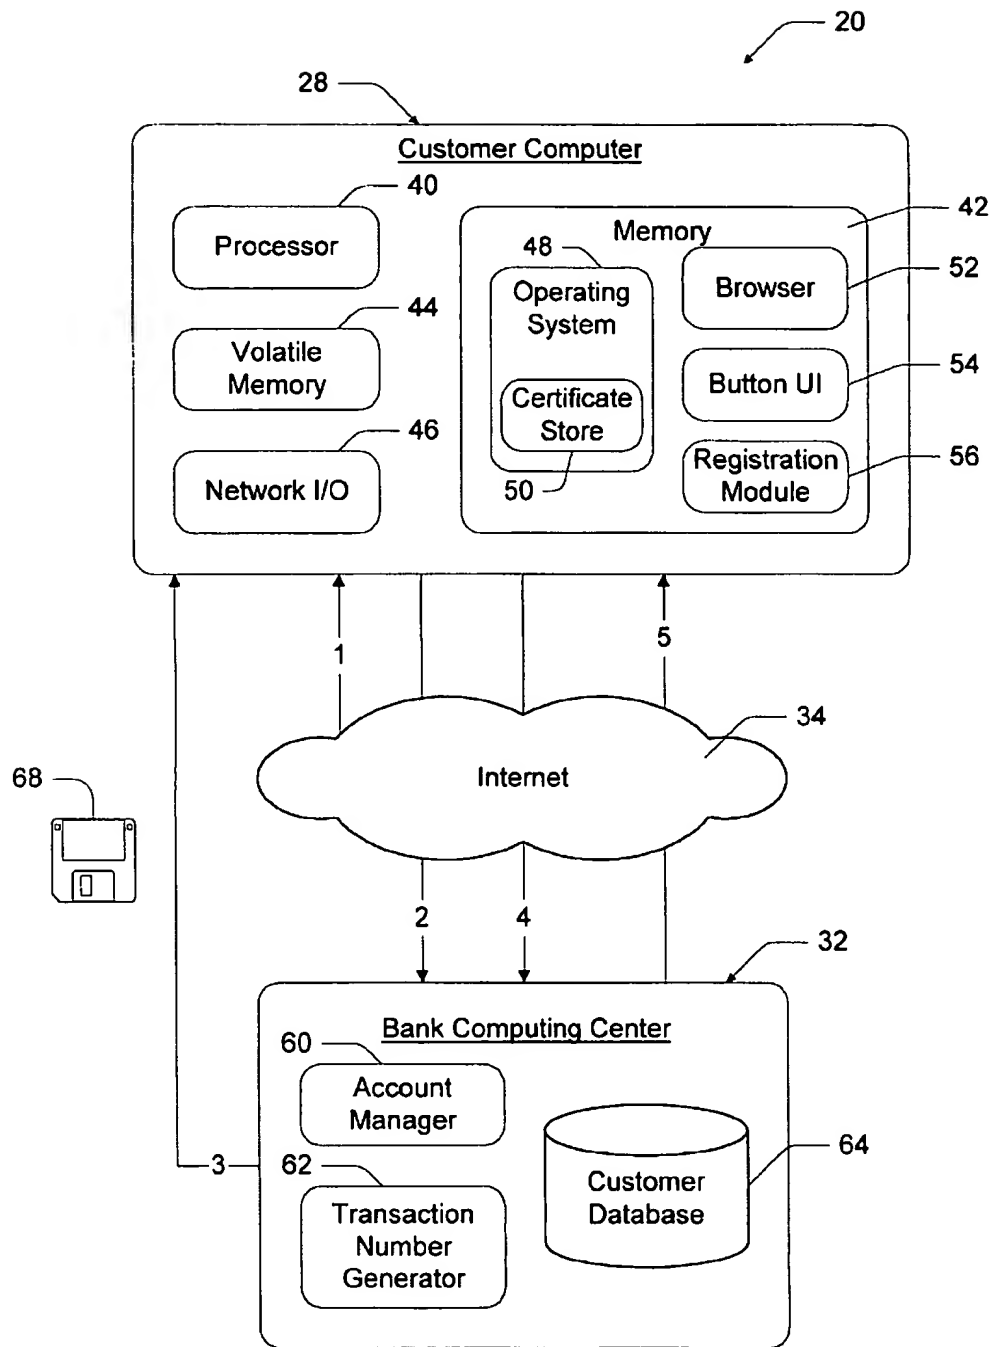 20
28
Customer Computer
40
Processor
44
Volatile
Memory
46
Network I/O
42
Memory
48
Operating
System
Certificate
Store
50
52
Browser
54
Button UI
56
Registration
Module
1
5
34
Internet
68
2
4
32
Bank Computing Center
60
Account
Manager
3
62
Transaction
Number
Generator
64
Customer
Database